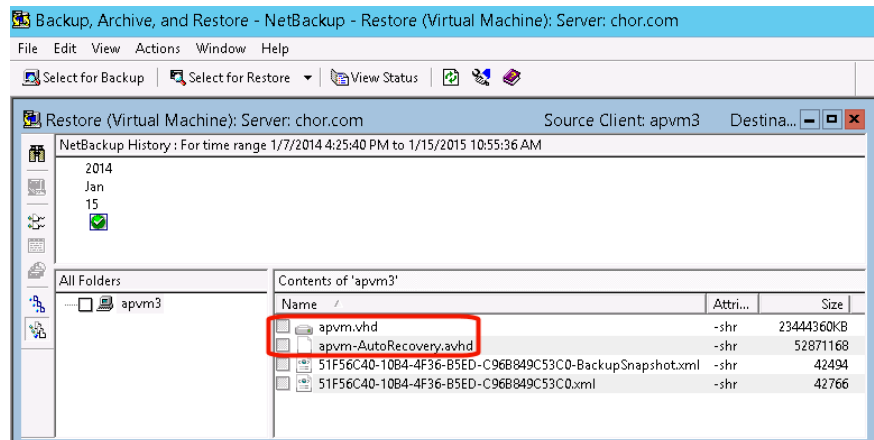 Backup, Archive, and Restore - NetBackup - Restore (Virtual Machine): Server: chor.com
File Edit View Actions Window Help
Select for Backup Select for Restore View Status
Restore (Virtual Machine): Server: chor.com Source Client: apvm3 Destina...
NetBackup History : For time range 1/7/2014 4:25:40 PM to 1/15/2015 10:55:36 AM
2014
Jan
15
All Folders Contents of 'apvm3'
apvm3 Name Attri... Size
apvm.vhd -shr 23444360KB
apvm-AutoRecovery.avhd -shr 52871168
51F56C40-10B4-4F36-B5ED-C96B849C53C0-BackupSnapshot.xml -shr 42494
51F56C40-10B4-4F36-B5ED-C96B849C53C0.xml -shr 42766